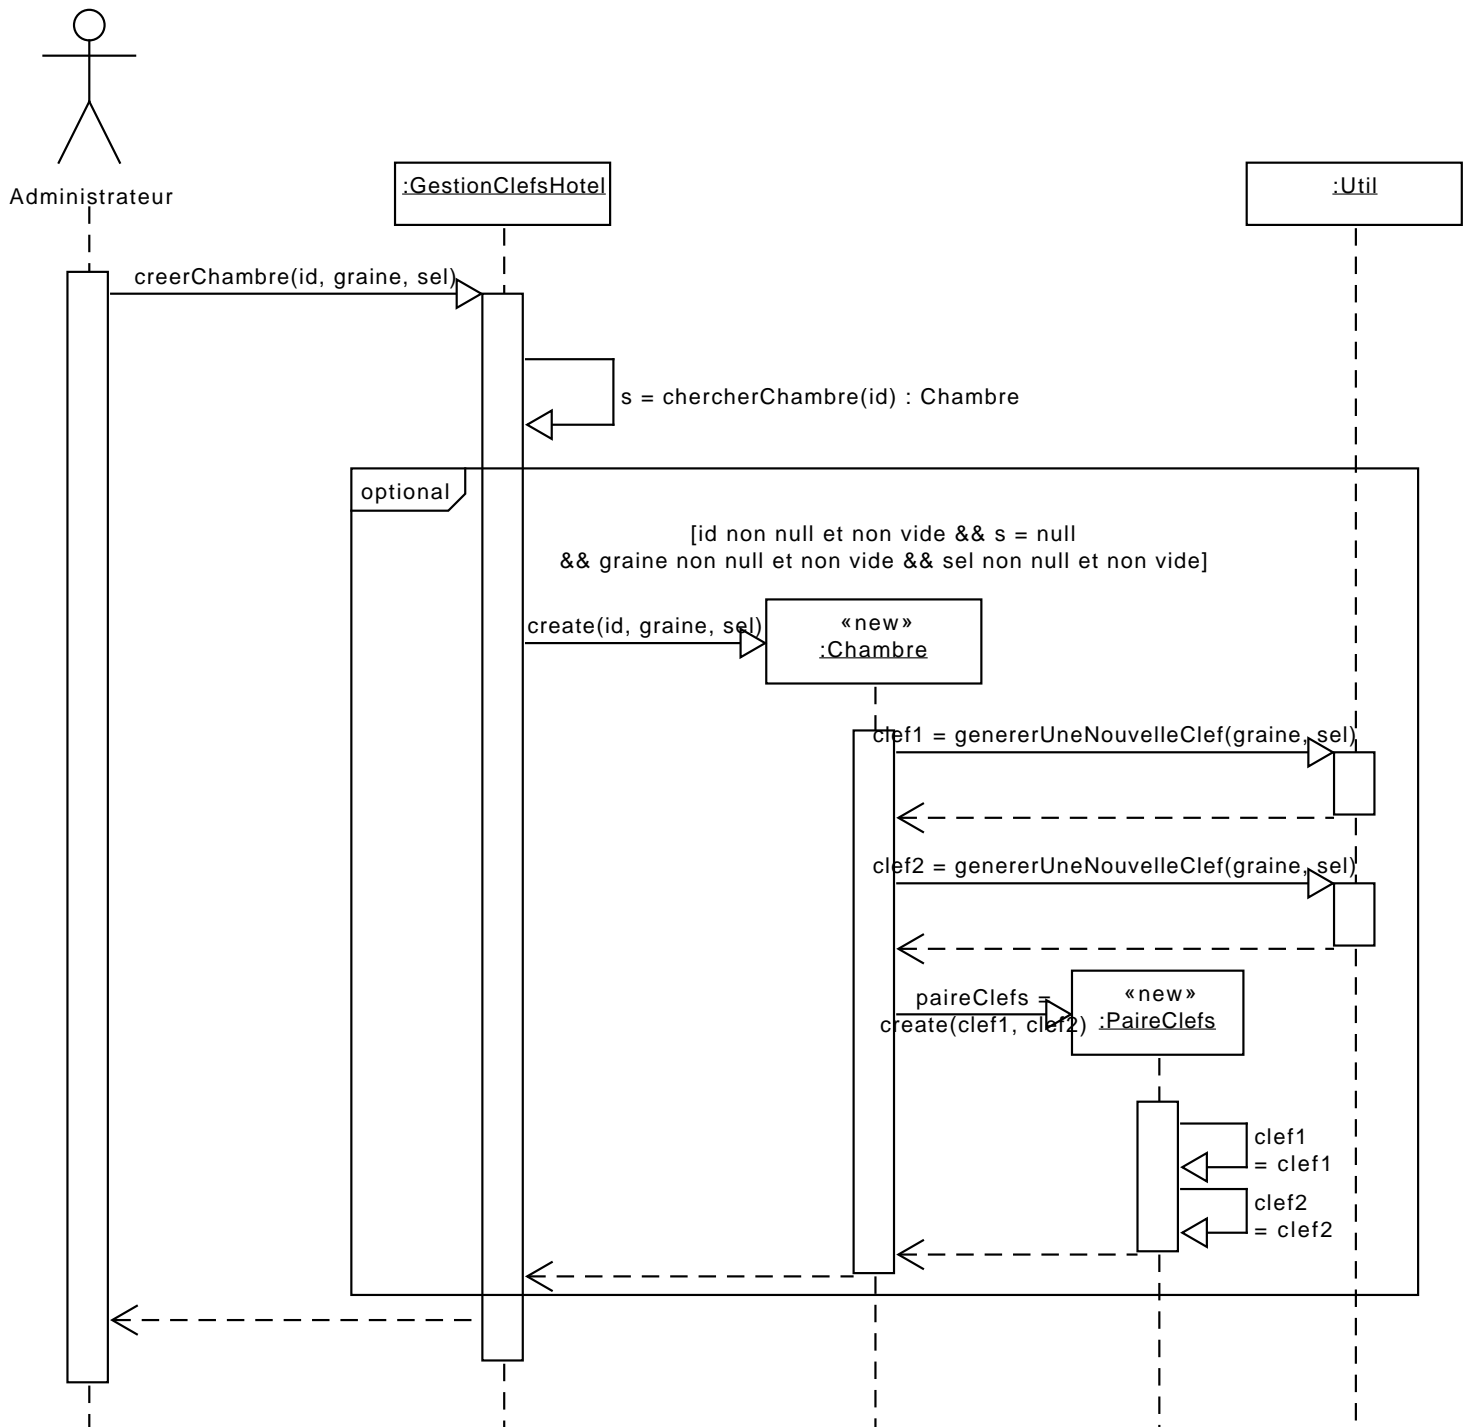 Administrateur
:GestionClefsHotel
:Util
creerChambre(id, graine, sel)
s = chercherChambre(id) : Chambre
optional
[id non null et non vide && s = null
&& graine non null et non vide && sel non null et non vide]
create(id, graine, sel)
«new»
:Chambre
clef1 = genererUneNouvelleClef(graine, sel)
clef2 = genererUneNouvelleClef(graine, sel)
paireClefs =
create(clef1, clef2)
«new»
:PaireClefs
clef1
= clef1
clef2
= clef2